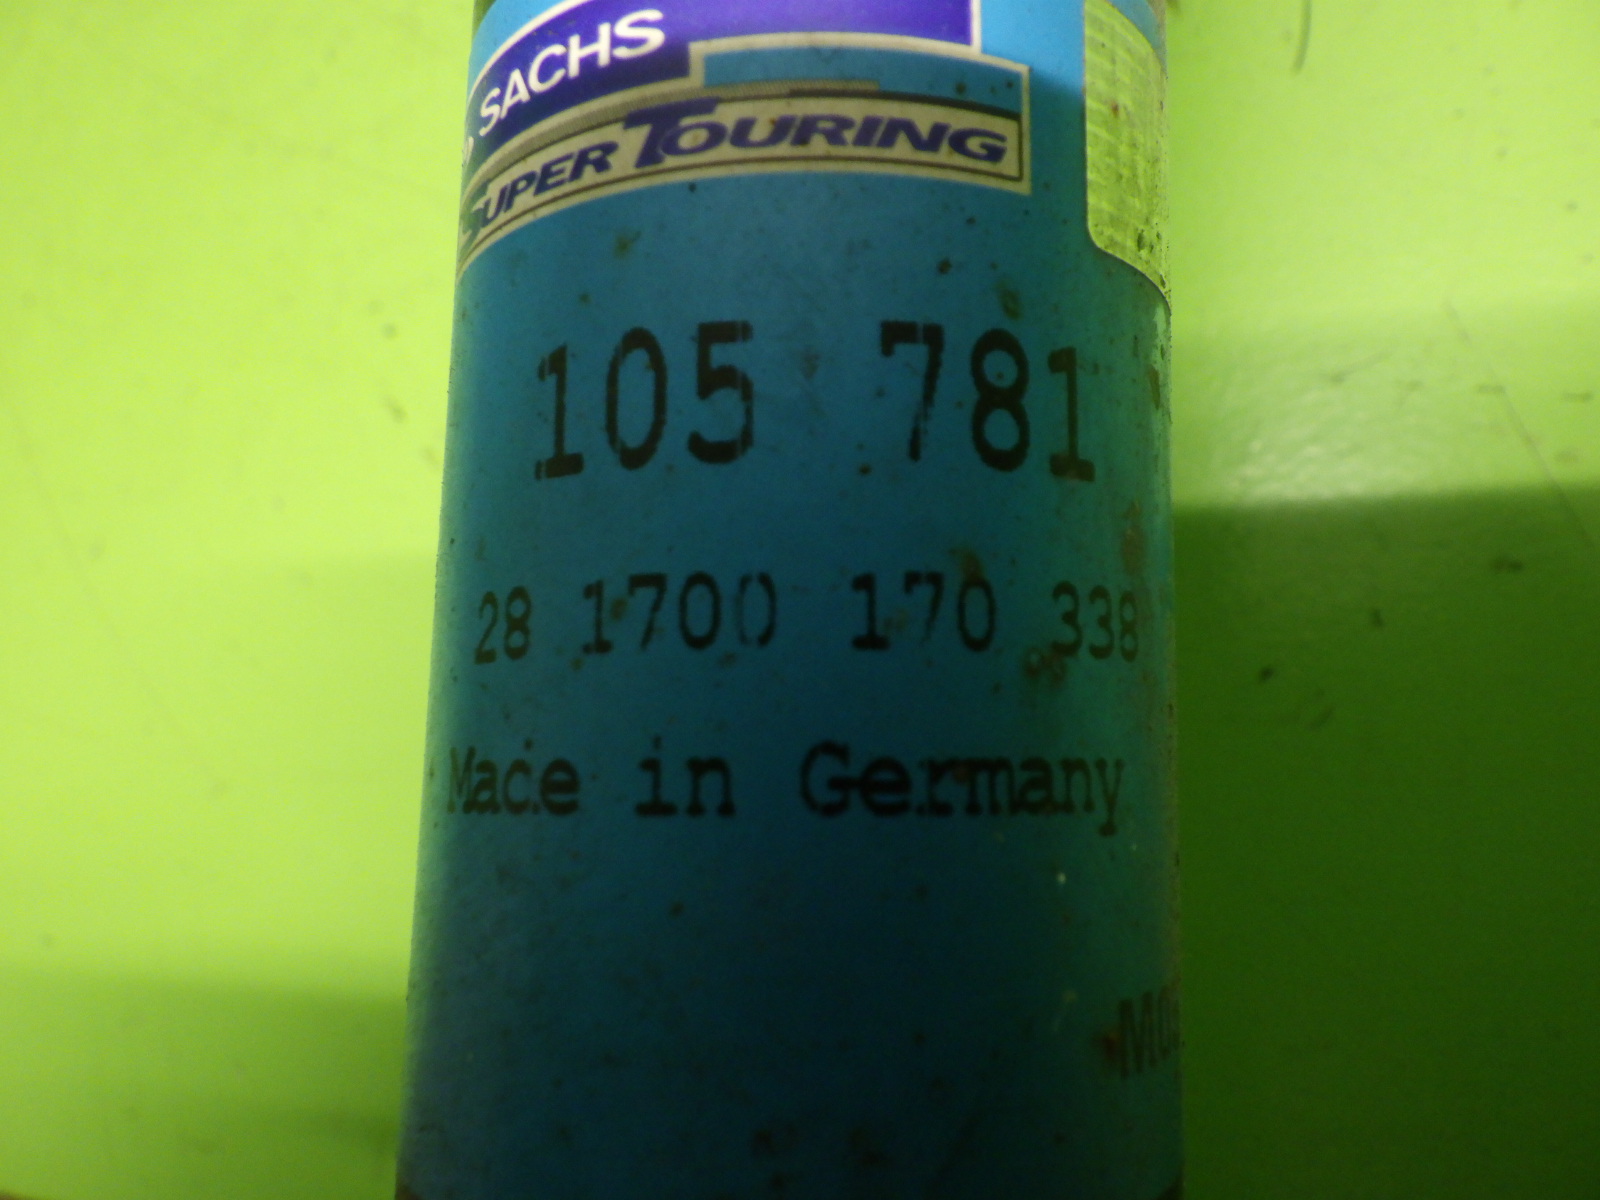 SACHS
SUPER TOURING
105 781
28 1700 170 338
Made in Germany